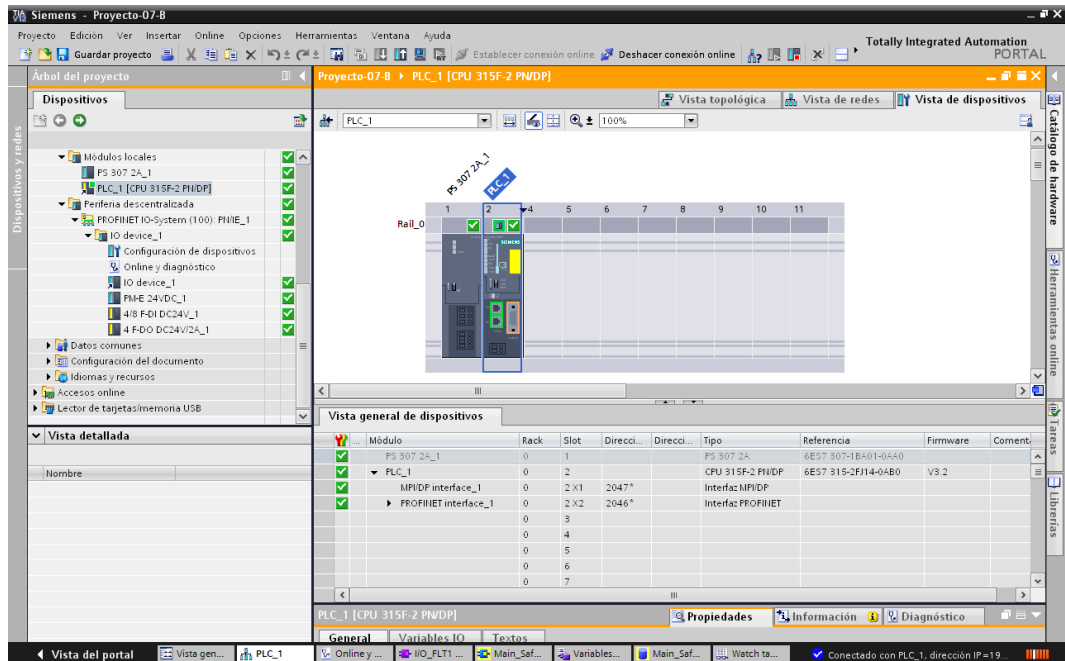 Siemens - Proyecto-07-B
Proyecto Edición Ver Insertar Online Opciones Herramientas Ventana Ayuda
Totally Integrated Automation
PORTAL
Guardar proyecto Establecer conexión online Deshacer conexión online
Árbol del proyecto
Proyecto-07-B PLC_1 [CPU 315F-2 PN/DP]
Dispositivos
Vista topológica Vista de redes Vista de dispositivos
PLC_1 100%
Dispositivos y redes
Módulos locales
PS 307 2A_1
PLC_1 [CPU 315F-2 PN/DP]
Periferia descentralizada
PROFINET IO-System (100): PN/IE_1
IO device_1
Configuración de dispositivos
Online y diagnóstico
IO device_1
PM-E 24VDC_1
4/8 F-DI DC24V_1
4 F-DO DC24V/2A_1
Datos comunes
Configuración del documento
Idiomas y recursos
Accesos online
Lector de tarjetas/memoria USB
Vista detallada
Nombre
PS 307 2A_1
PLC_1
1 2 4 5 6 7 8 9 10 11
Rail_0
SIEMENS
Vista general de dispositivos
... Módulo Rack Slot Direcci... Direcci... Tipo Referencia Firmware Coment
PS 307 2A_1 0 1 PS 307 2A 6ES7 307-1BA01-0AA0
PLC_1 0 2 CPU 315F-2 PN/DP 6ES7 315-2FJ14-0AB0 V3.2
MPI/DP interface_1 0 2 X1 2047* Interfaz MPI/DP
PROFINET interface_1 0 2 X2 2046* Interfaz PROFINET
0 3
0 4
0 5
0 6
0 7
PLC_1 [CPU 315F-2 PN/DP]
Propiedades Información Diagnóstico
General Variables IO Textos
Catálogo de hardware
Herramientas online
Tareas
Librerías
Vista del portal Vista gen... PLC_1 Online y ... I/O_FLT1 ... Main_Saf... Variables... Main_Saf... Watch ta... Conectado con PLC_1, dirección IP=19...